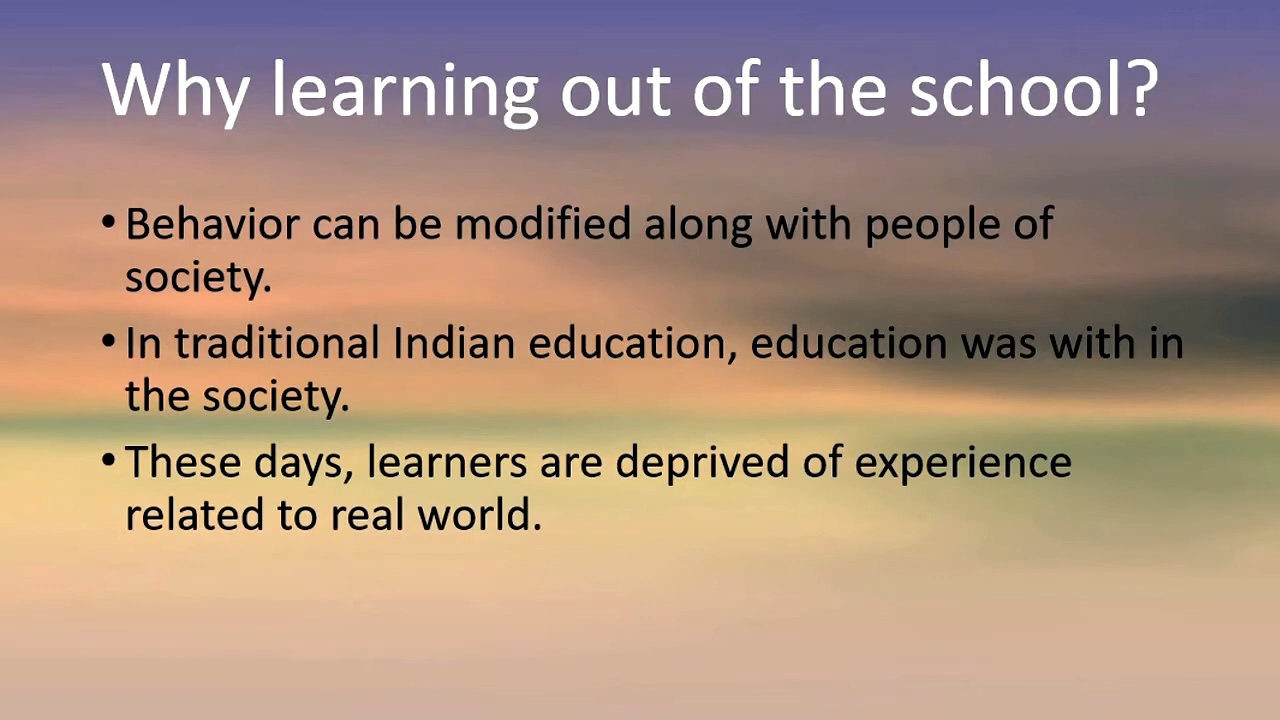 Why learning out of the school?
• Behavior can be modified along with people of
society.
• In traditional Indian education, education was with in
the society.
• These days, learners are deprived of experience
related to real world.